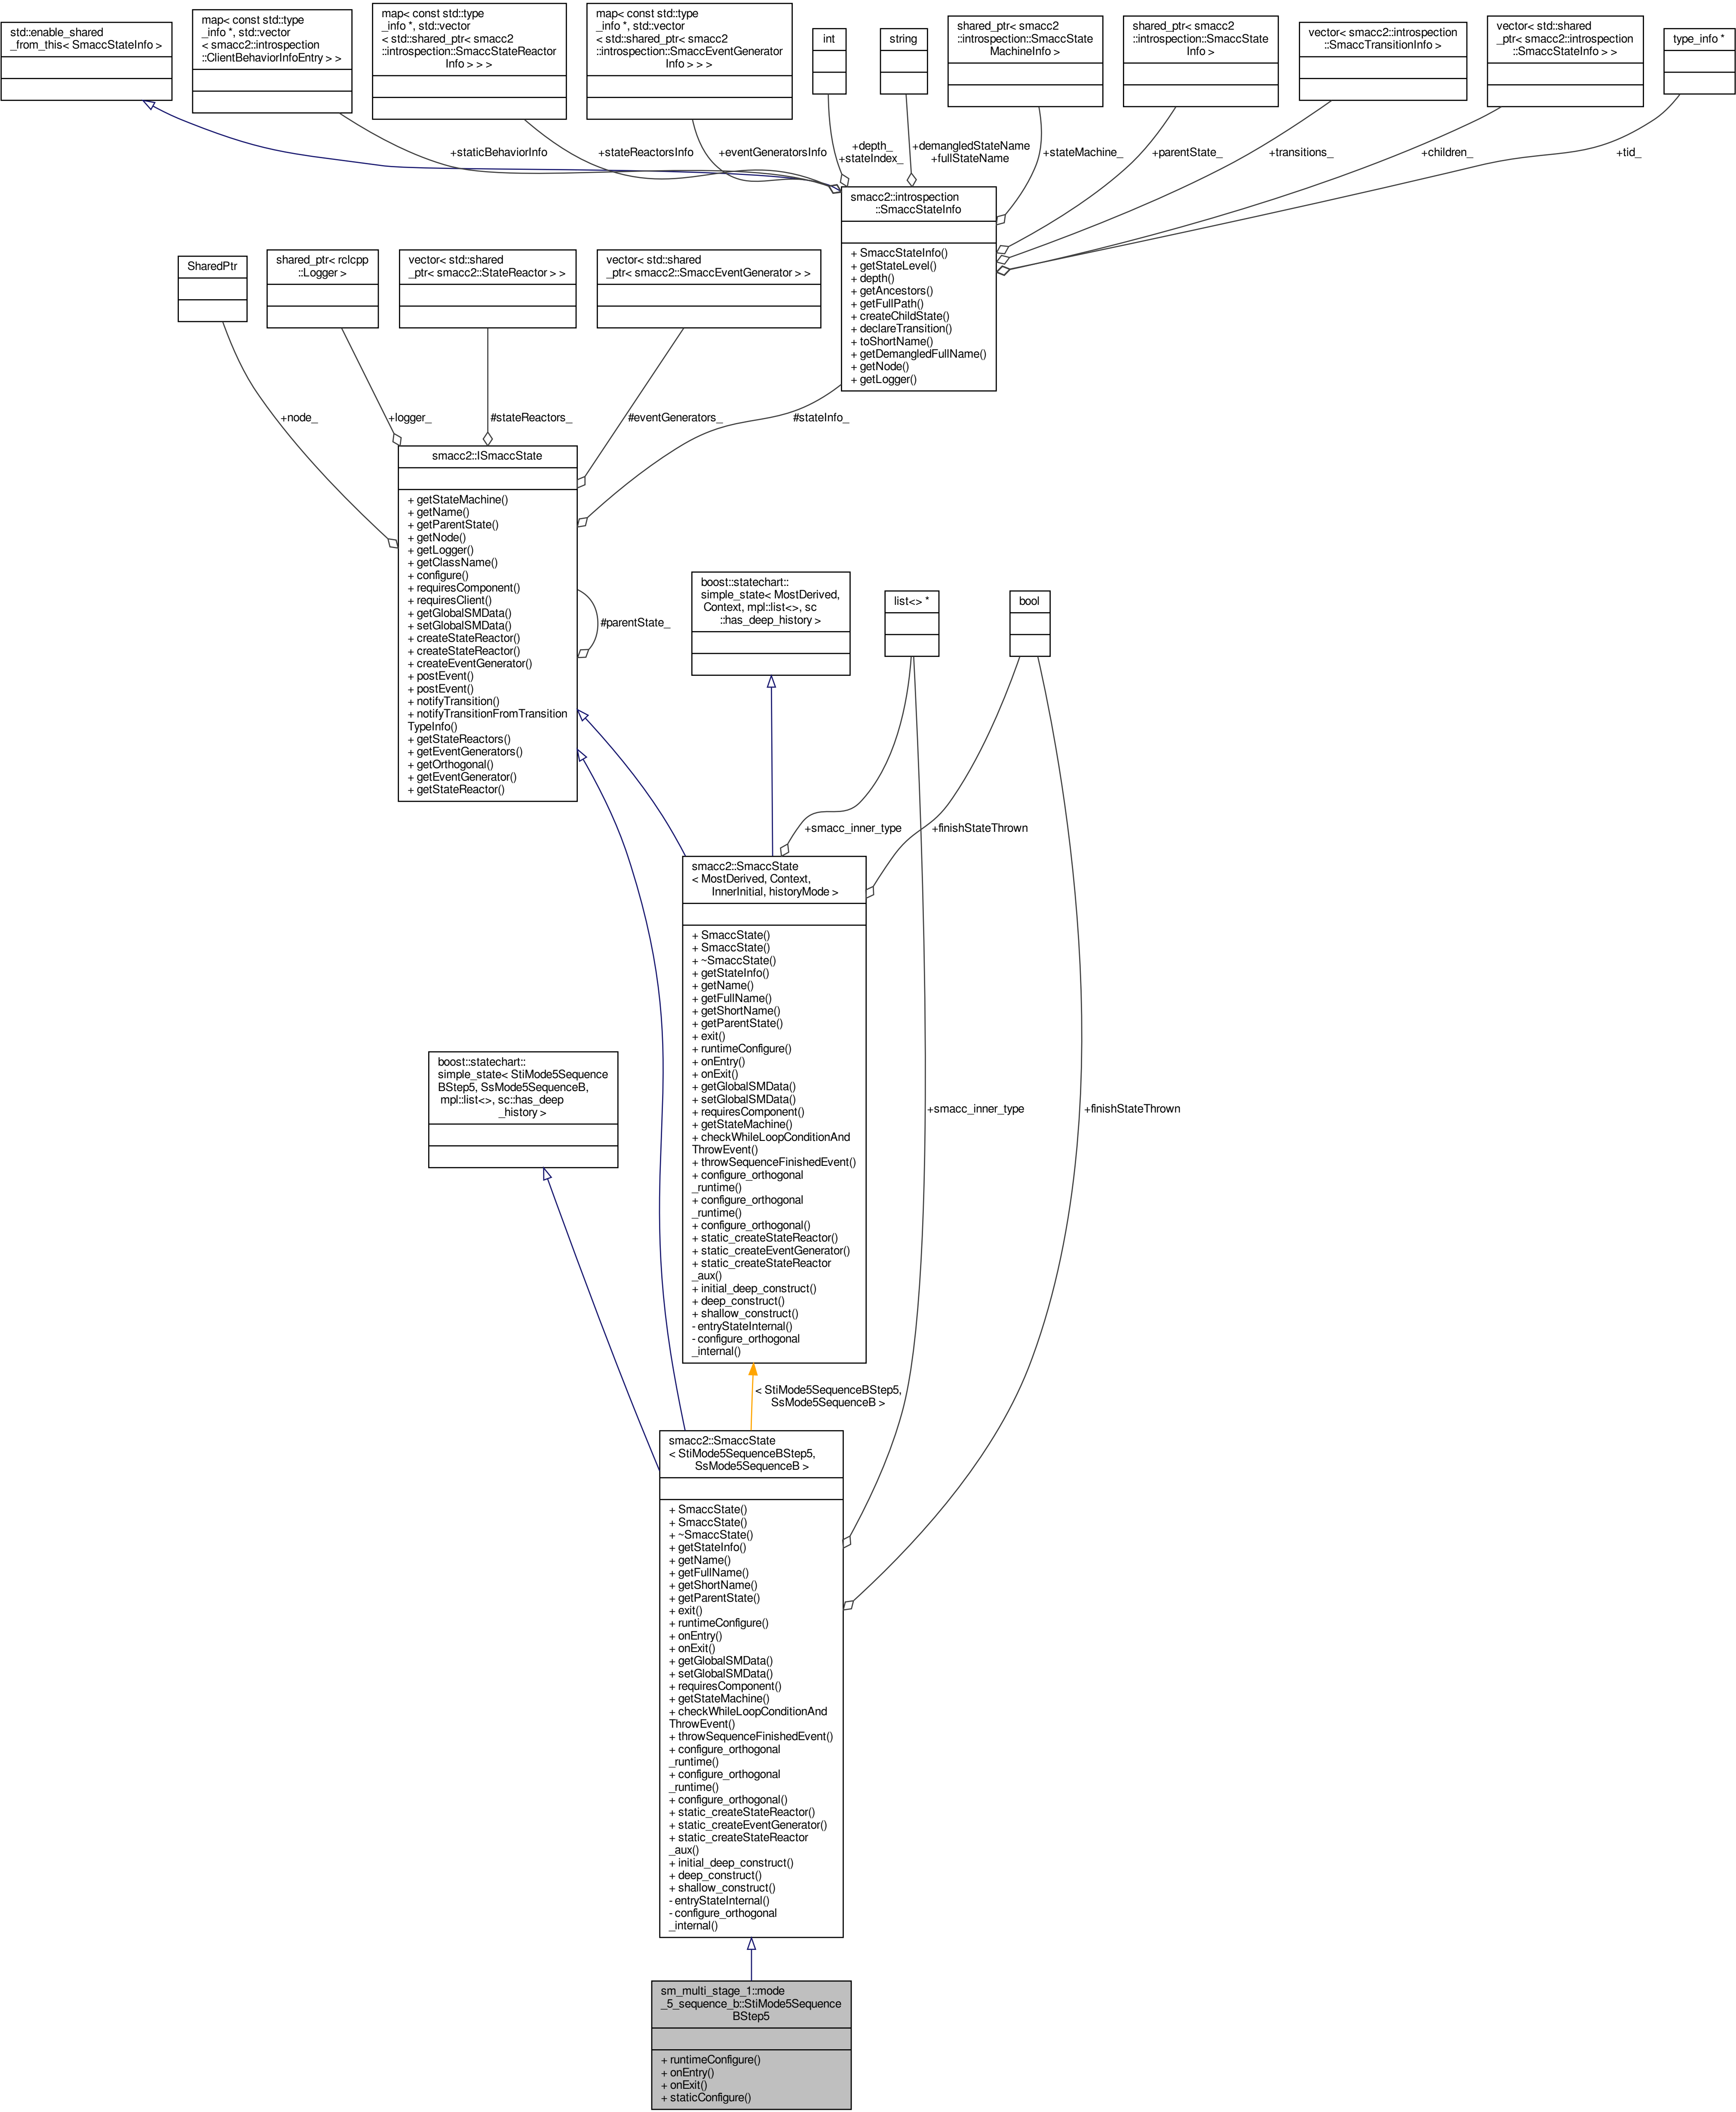 std::enable_shared
_from_this< SmaccStateInfo >
map< const std::type
_info *, std::vector
< smacc2::introspection
::ClientBehaviorInfoEntry > >
map< const std::type
_info *, std::vector
< std::shared_ptr< smacc2
::introspection::SmaccStateReactor
Info > > >
map< const std::type
_info *, std::vector
< std::shared_ptr< smacc2
::introspection::SmaccEventGenerator
Info > > >
int
string
shared_ptr< smacc2
::introspection::SmaccState
MachineInfo >
shared_ptr< smacc2
::introspection::SmaccState
Info >
vector< smacc2::introspection
::SmaccTransitionInfo >
vector< std::shared
_ptr< smacc2::introspection
::SmaccStateInfo > >
type_info *
+staticBehaviorInfo
+stateReactorsInfo
+eventGeneratorsInfo
+depth_
+stateIndex_
+demangledStateName
+fullStateName
+stateMachine_
+parentState_
+transitions_
+children_
+tid_
smacc2::introspection
::SmaccStateInfo
+ SmaccStateInfo()
+ getStateLevel()
+ depth()
+ getAncestors()
+ getFullPath()
+ createChildState()
+ declareTransition()
+ toShortName()
+ getDemangledFullName()
+ getNode()
+ getLogger()
SharedPtr
shared_ptr< rclcpp
::Logger >
vector< std::shared
_ptr< smacc2::StateReactor > >
vector< std::shared
_ptr< smacc2::SmaccEventGenerator > >
+node_
+logger_
#stateReactors_
#eventGenerators_
#stateInfo_
smacc2::ISmaccState
+ getStateMachine()
+ getName()
+ getParentState()
+ getNode()
+ getLogger()
+ getClassName()
+ configure()
+ requiresComponent()
+ requiresClient()
+ getGlobalSMData()
+ setGlobalSMData()
+ createStateReactor()
+ createStateReactor()
+ createEventGenerator()
+ postEvent()
+ postEvent()
+ notifyTransition()
+ notifyTransitionFromTransition
TypeInfo()
+ getStateReactors()
+ getEventGenerators()
+ getOrthogonal()
+ getEventGenerator()
+ getStateReactor()
#parentState_
boost::statechart::
simple_state< MostDerived,
Context, mpl::list<>, sc
::has_deep_history >
list<> *
bool
+smacc_inner_type
+finishStateThrown
smacc2::SmaccState
< MostDerived, Context,
InnerInitial, historyMode >
+ SmaccState()
+ SmaccState()
+ ~SmaccState()
+ getStateInfo()
+ getName()
+ getFullName()
+ getShortName()
+ getParentState()
+ exit()
+ runtimeConfigure()
+ onEntry()
+ onExit()
+ getGlobalSMData()
+ setGlobalSMData()
+ requiresComponent()
+ getStateMachine()
+ checkWhileLoopConditionAnd
ThrowEvent()
+ throwSequenceFinishedEvent()
+ configure_orthogonal
_runtime()
+ configure_orthogonal
_runtime()
+ configure_orthogonal()
+ static_createStateReactor()
+ static_createEventGenerator()
+ static_createStateReactor
_aux()
+ initial_deep_construct()
+ deep_construct()
+ shallow_construct()
- entryStateInternal()
- configure_orthogonal
_internal()
boost::statechart::
simple_state< StiMode5Sequence
BStep5, SsMode5SequenceB,
mpl::list<>, sc::has_deep
_history >
+smacc_inner_type
+finishStateThrown
< StiMode5SequenceBStep5,
SsMode5SequenceB >
smacc2::SmaccState
< StiMode5SequenceBStep5,
SsMode5SequenceB >
+ SmaccState()
+ SmaccState()
+ ~SmaccState()
+ getStateInfo()
+ getName()
+ getFullName()
+ getShortName()
+ getParentState()
+ exit()
+ runtimeConfigure()
+ onEntry()
+ onExit()
+ getGlobalSMData()
+ setGlobalSMData()
+ requiresComponent()
+ getStateMachine()
+ checkWhileLoopConditionAnd
ThrowEvent()
+ throwSequenceFinishedEvent()
+ configure_orthogonal
_runtime()
+ configure_orthogonal
_runtime()
+ configure_orthogonal()
+ static_createStateReactor()
+ static_createEventGenerator()
+ static_createStateReactor
_aux()
+ initial_deep_construct()
+ deep_construct()
+ shallow_construct()
- entryStateInternal()
- configure_orthogonal
_internal()
sm_multi_stage_1::mode
_5_sequence_b::StiMode5Sequence
BStep5
+ runtimeConfigure()
+ onEntry()
+ onExit()
+ staticConfigure()